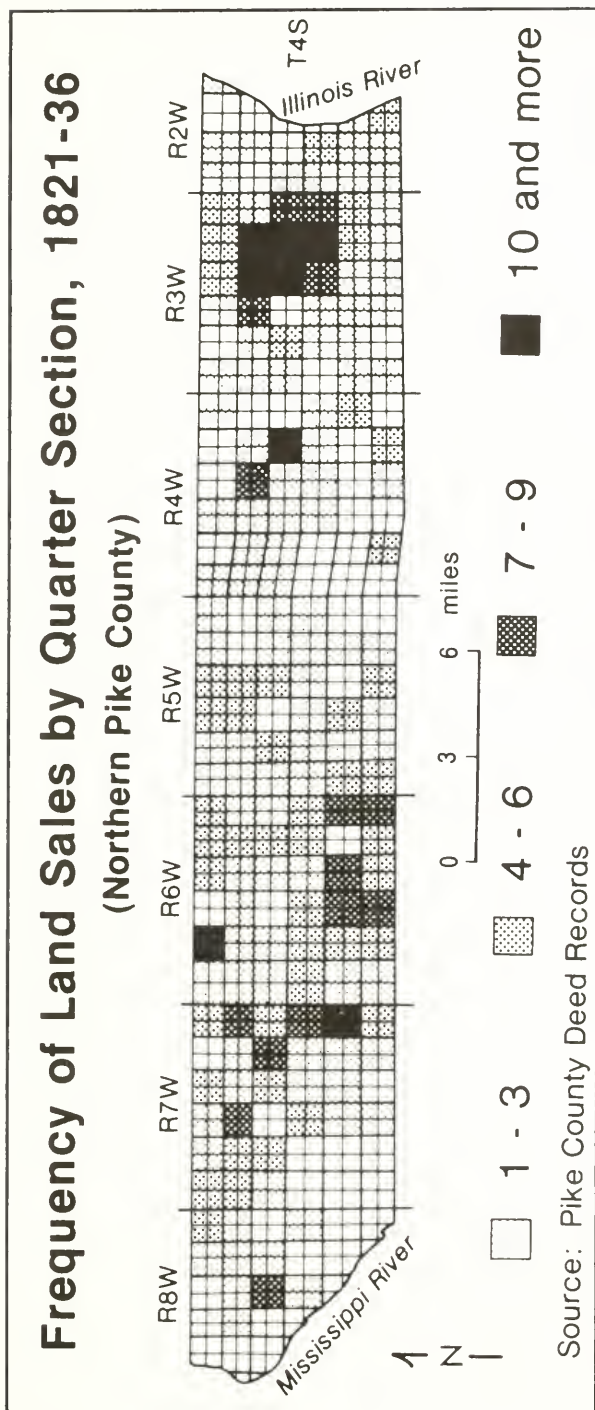 Frequency of Land Sales by Quarter Section, 1821-36
(Northern Pike County)
R8W R7W R6W R5W R4W R3W R2W
T4S
Illinois River
Mississippi River
N
0 3 6 miles
1 - 3 4 - 6 7 - 9 10 and more
Source: Pike County Deed Records